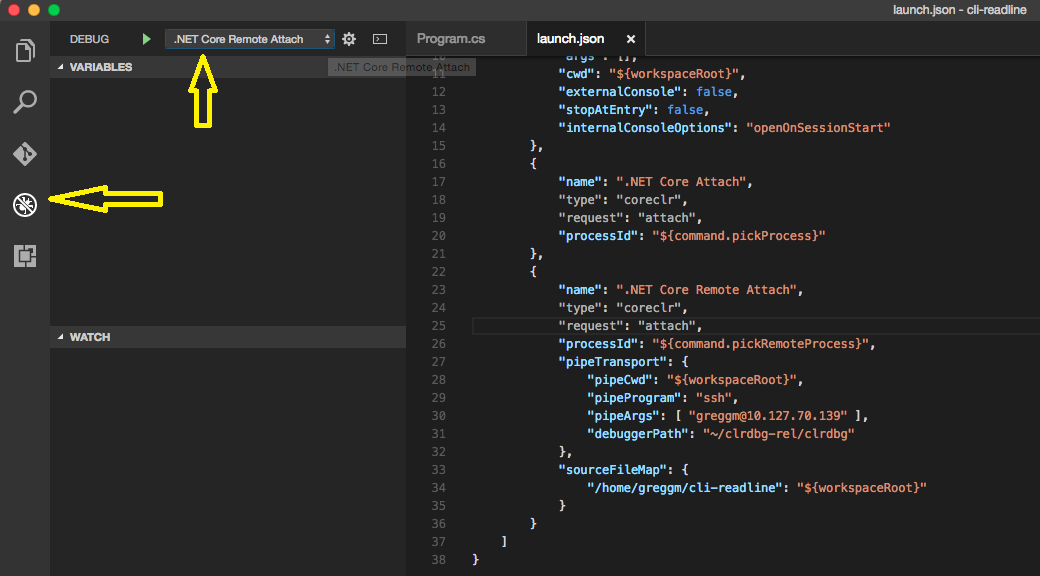 launch.json - cli-readline
DEBUG
.NET Core Remote Attach
Program.cs
launch.json
VARIABLES
.NET Core Remote Attach
WATCH
10 "args": [],
11 "cwd": "${workspaceRoot}",
12 "externalConsole": false,
13 "stopAtEntry": false,
14 "internalConsoleOptions": "openOnSessionStart"
15 },
16 {
17 "name": ".NET Core Attach",
18 "type": "coreclr",
19 "request": "attach",
20 "processId": "${command.pickProcess}"
21 },
22 {
23 "name": ".NET Core Remote Attach",
24 "type": "coreclr",
25 "request": "attach",
26 "processId": "${command.pickRemoteProcess}",
27 "pipeTransport": {
28 "pipeCwd": "${workspaceRoot}",
29 "pipeProgram": "ssh",
30 "pipeArgs": [ "greggm@10.127.70.139" ],
31 "debuggerPath": "~/clrdbg-rel/clrdbg"
32 },
33 "sourceFileMap": {
34 "/home/greggm/cli-readline": "${workspaceRoot}"
35 }
36 }
37 ]
38 }